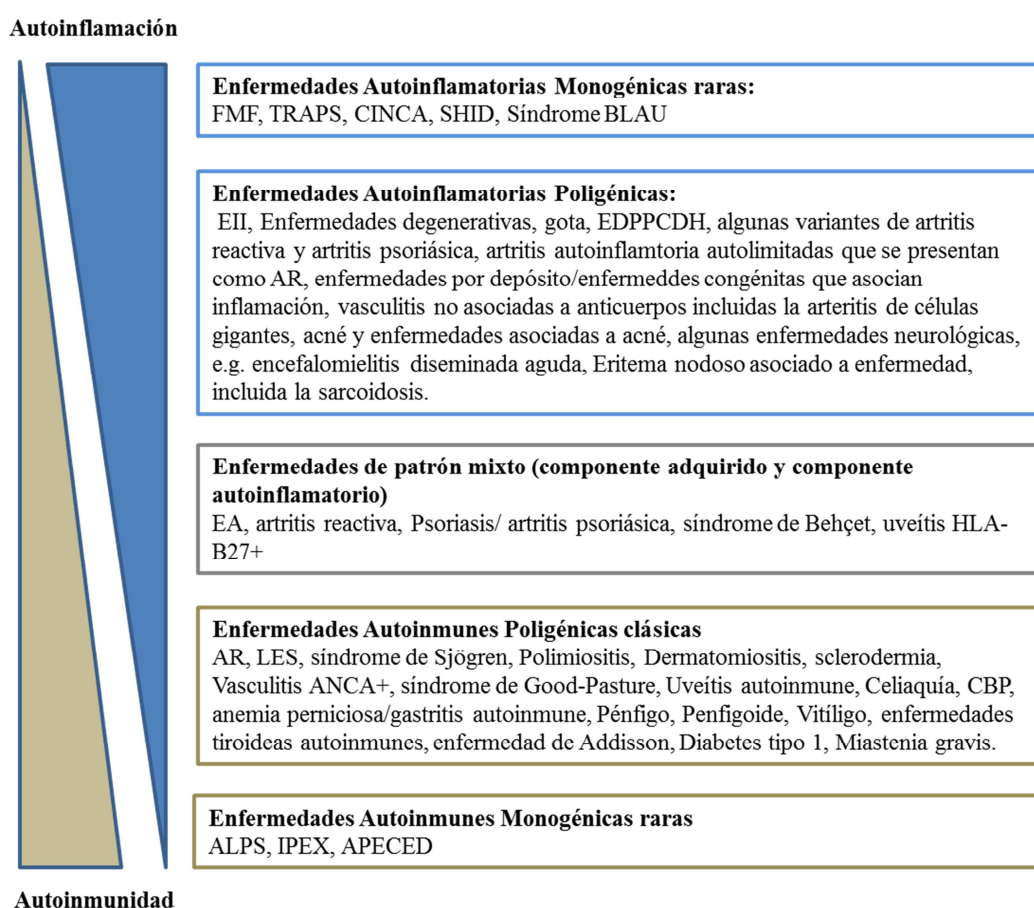 Autoinflamación
Enfermedades Autoinflamatorias Monogénicas raras:
FMF, TRAPS, CINCA, SHID, Síndrome BLAU
Enfermedades Autoinflamatorias Poligénicas:
EII, Enfermedades degenerativas, gota, EDPPCDH, algunas variantes de artritis
reactiva y artritis psoriásica, artritis autoinflamtoria autolimitadas que se presentan
como AR, enfermedades por depósito/enfermeddes congénitas que asocian
inflamación, vasculitis no asociadas a anticuerpos incluidas la arteritis de células
gigantes, acné y enfermedades asociadas a acné, algunas enfermedades neurológicas,
e.g. encefalomielitis diseminada aguda, Eritema nodoso asociado a enfermedad,
incluida la sarcoidosis.
Enfermedades de patrón mixto (componente adquirido y componente
autoinflamatorio)
EA, artritis reactiva, Psoriasis/ artritis psoriásica, síndrome de Behçet, uveítis HLA-
B27+
Enfermedades Autoinmunes Poligénicas clásicas
AR, LES, síndrome de Sjögren, Polimiositis, Dermatomiositis, sclerodermia,
Vasculitis ANCA+, síndrome de Good-Pasture, Uveítis autoinmune, Celiaquía, CBP,
anemia perniciosa/gastritis autoinmune, Pénfigo, Penfigoide, Vitíligo, enfermedades
tiroideas autoinmunes, enfermedad de Addisson, Diabetes tipo 1, Miastenia gravis.
Enfermedades Autoinmunes Monogénicas raras
ALPS, IPEX, APECED
Autoinmunidad